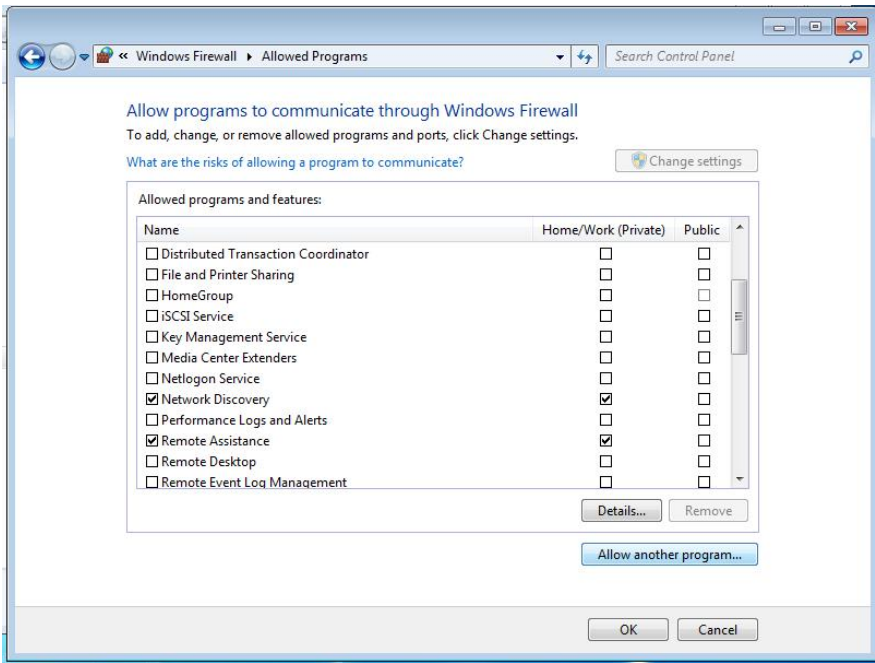 « Windows Firewall ▸ Allowed Programs
Search Control Panel
Allow programs to communicate through Windows Firewall
To add, change, or remove allowed programs and ports, click Change settings.
What are the risks of allowing a program to communicate?
Change settings
Allowed programs and features:
Name Home/Work (Private) Public
Distributed Transaction Coordinator
File and Printer Sharing
HomeGroup
iSCSI Service
Key Management Service
Media Center Extenders
Netlogon Service
Network Discovery
Performance Logs and Alerts
Remote Assistance
Remote Desktop
Remote Event Log Management
Details... Remove
Allow another program...
OK Cancel